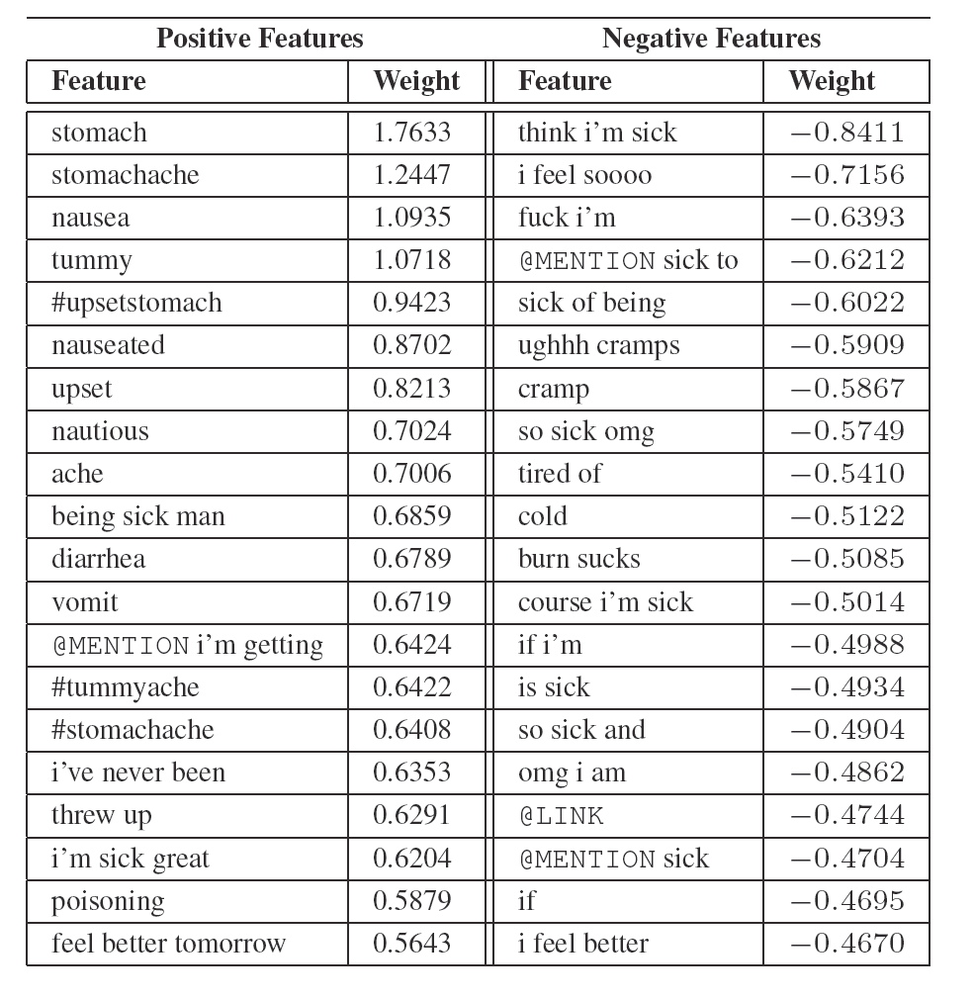 Positive Features Negative Features
Feature Weight Feature Weight
stomach 1.7633 think i'm sick −0.8411
stomachache 1.2447 i feel soooo −0.7156
nausea 1.0935 fuck i'm −0.6393
tummy 1.0718 @MENTION sick to −0.6212
#upsetstomach 0.9423 sick of being −0.6022
nauseated 0.8702 ughhh cramps −0.5909
upset 0.8213 cramp −0.5867
nautious 0.7024 so sick omg −0.5749
ache 0.7006 tired of −0.5410
being sick man 0.6859 cold −0.5122
diarrhea 0.6789 burn sucks −0.5085
vomit 0.6719 course i'm sick −0.5014
@MENTION i'm getting 0.6424 if i'm −0.4988
#tummyache 0.6422 is sick −0.4934
#stomachache 0.6408 so sick and −0.4904
i've never been 0.6353 omg i am −0.4862
threw up 0.6291 @LINK −0.4744
i'm sick great 0.6204 @MENTION sick −0.4704
poisoning 0.5879 if −0.4695
feel better tomorrow 0.5643 i feel better −0.4670